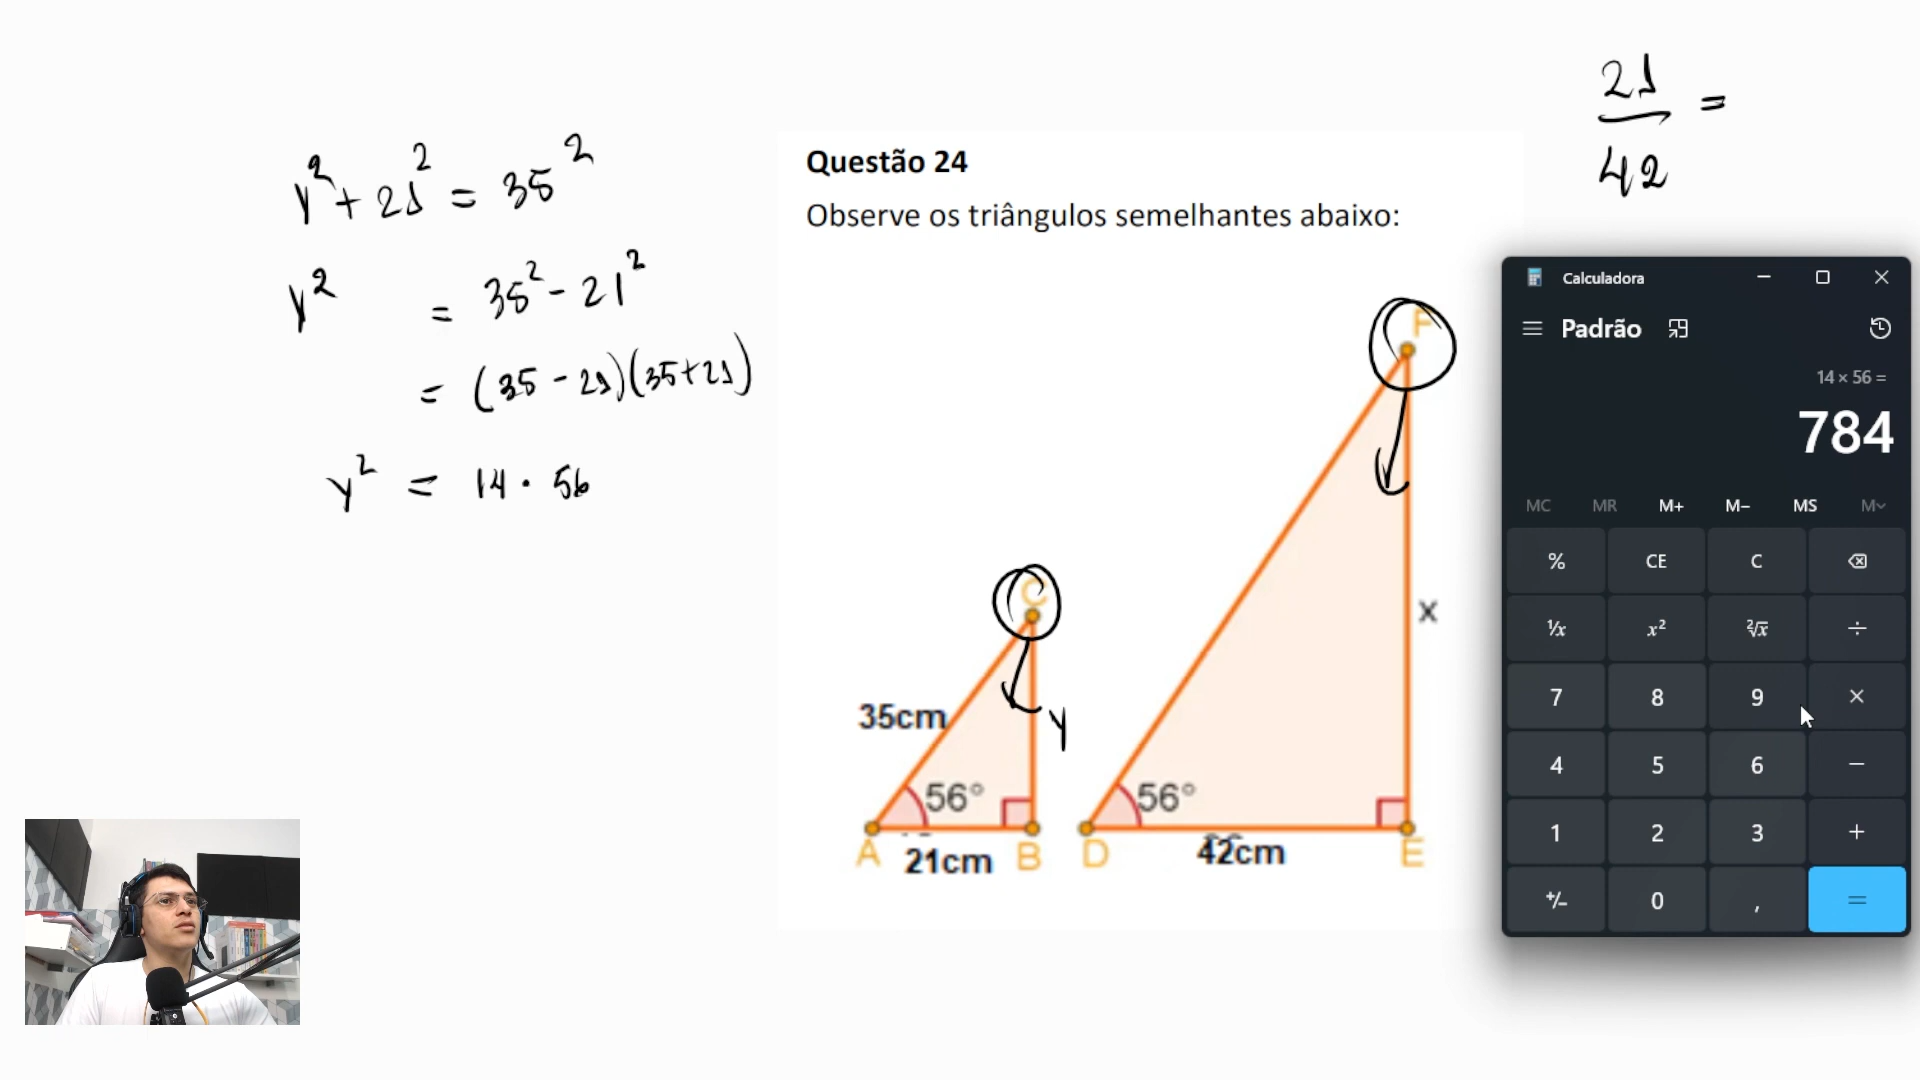 y² + 21² = 35²
y² = 35² - 21²
= (35 - 21)(35 + 21)
y² = 14 · 56
Questão 24
Observe os triângulos semelhantes abaixo:
F
x
C
35cm
y
56°
56°
A
21cm
B
D
42cm
E
21
42
=
Calculadora
Padrão
14 × 56 =
784
MC MR M+ M− MS M˅
% CE C
¹/x x² ²√x ÷
7 8 9 ×
4 5 6 −
1 2 3 +
+/− 0 , =